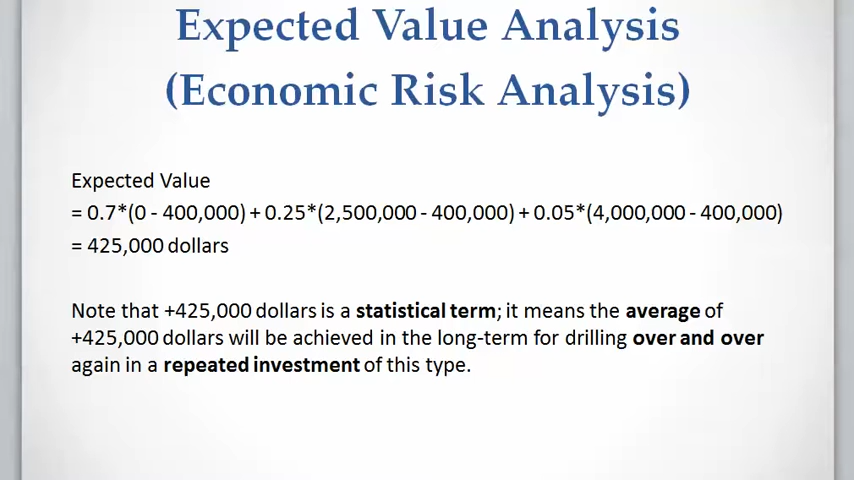 Expected Value Analysis
(Economic Risk Analysis)
Expected Value
= 0.7*(0 - 400,000) + 0.25*(2,500,000 - 400,000) + 0.05*(4,000,000 - 400,000)
= 425,000 dollars
Note that +425,000 dollars is a statistical term; it means the average of
+425,000 dollars will be achieved in the long-term for drilling over and over
again in a repeated investment of this type.